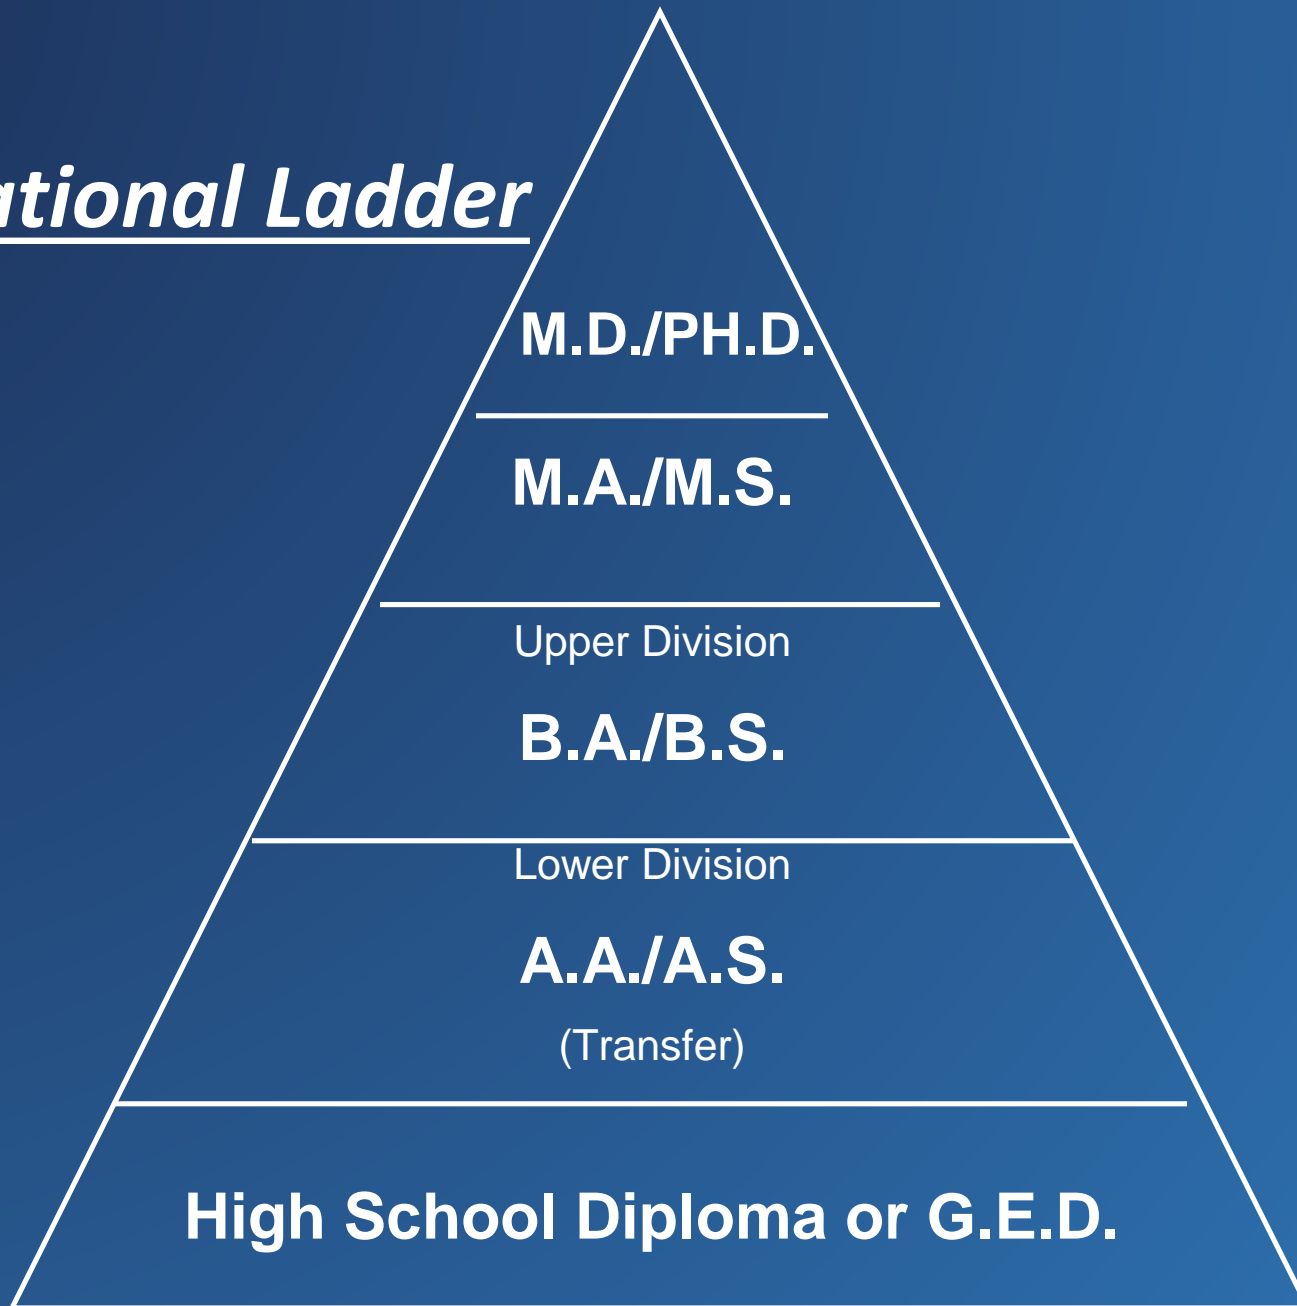 ational Ladder
M.D./PH.D.
M.A./M.S.
Upper Division
B.A./B.S.
Lower Division
A.A./A.S.
(Transfer)
High School Diploma or G.E.D.